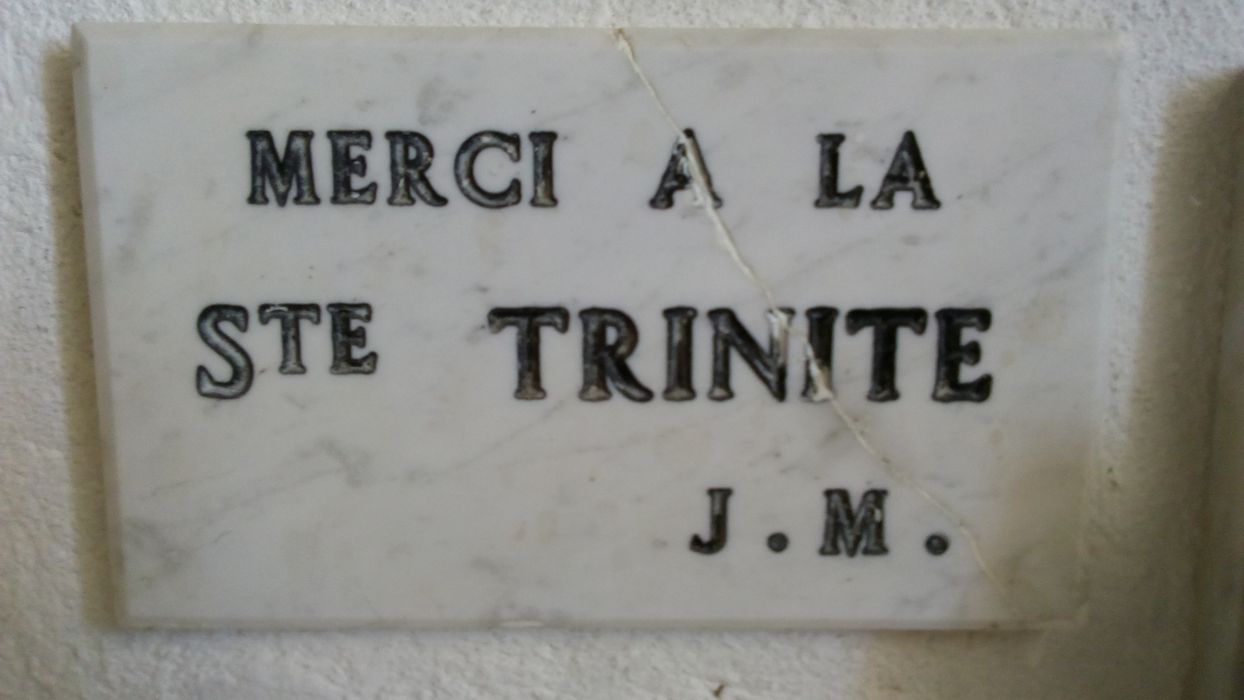 MERCI A LA
STE TRINITE
J. M.